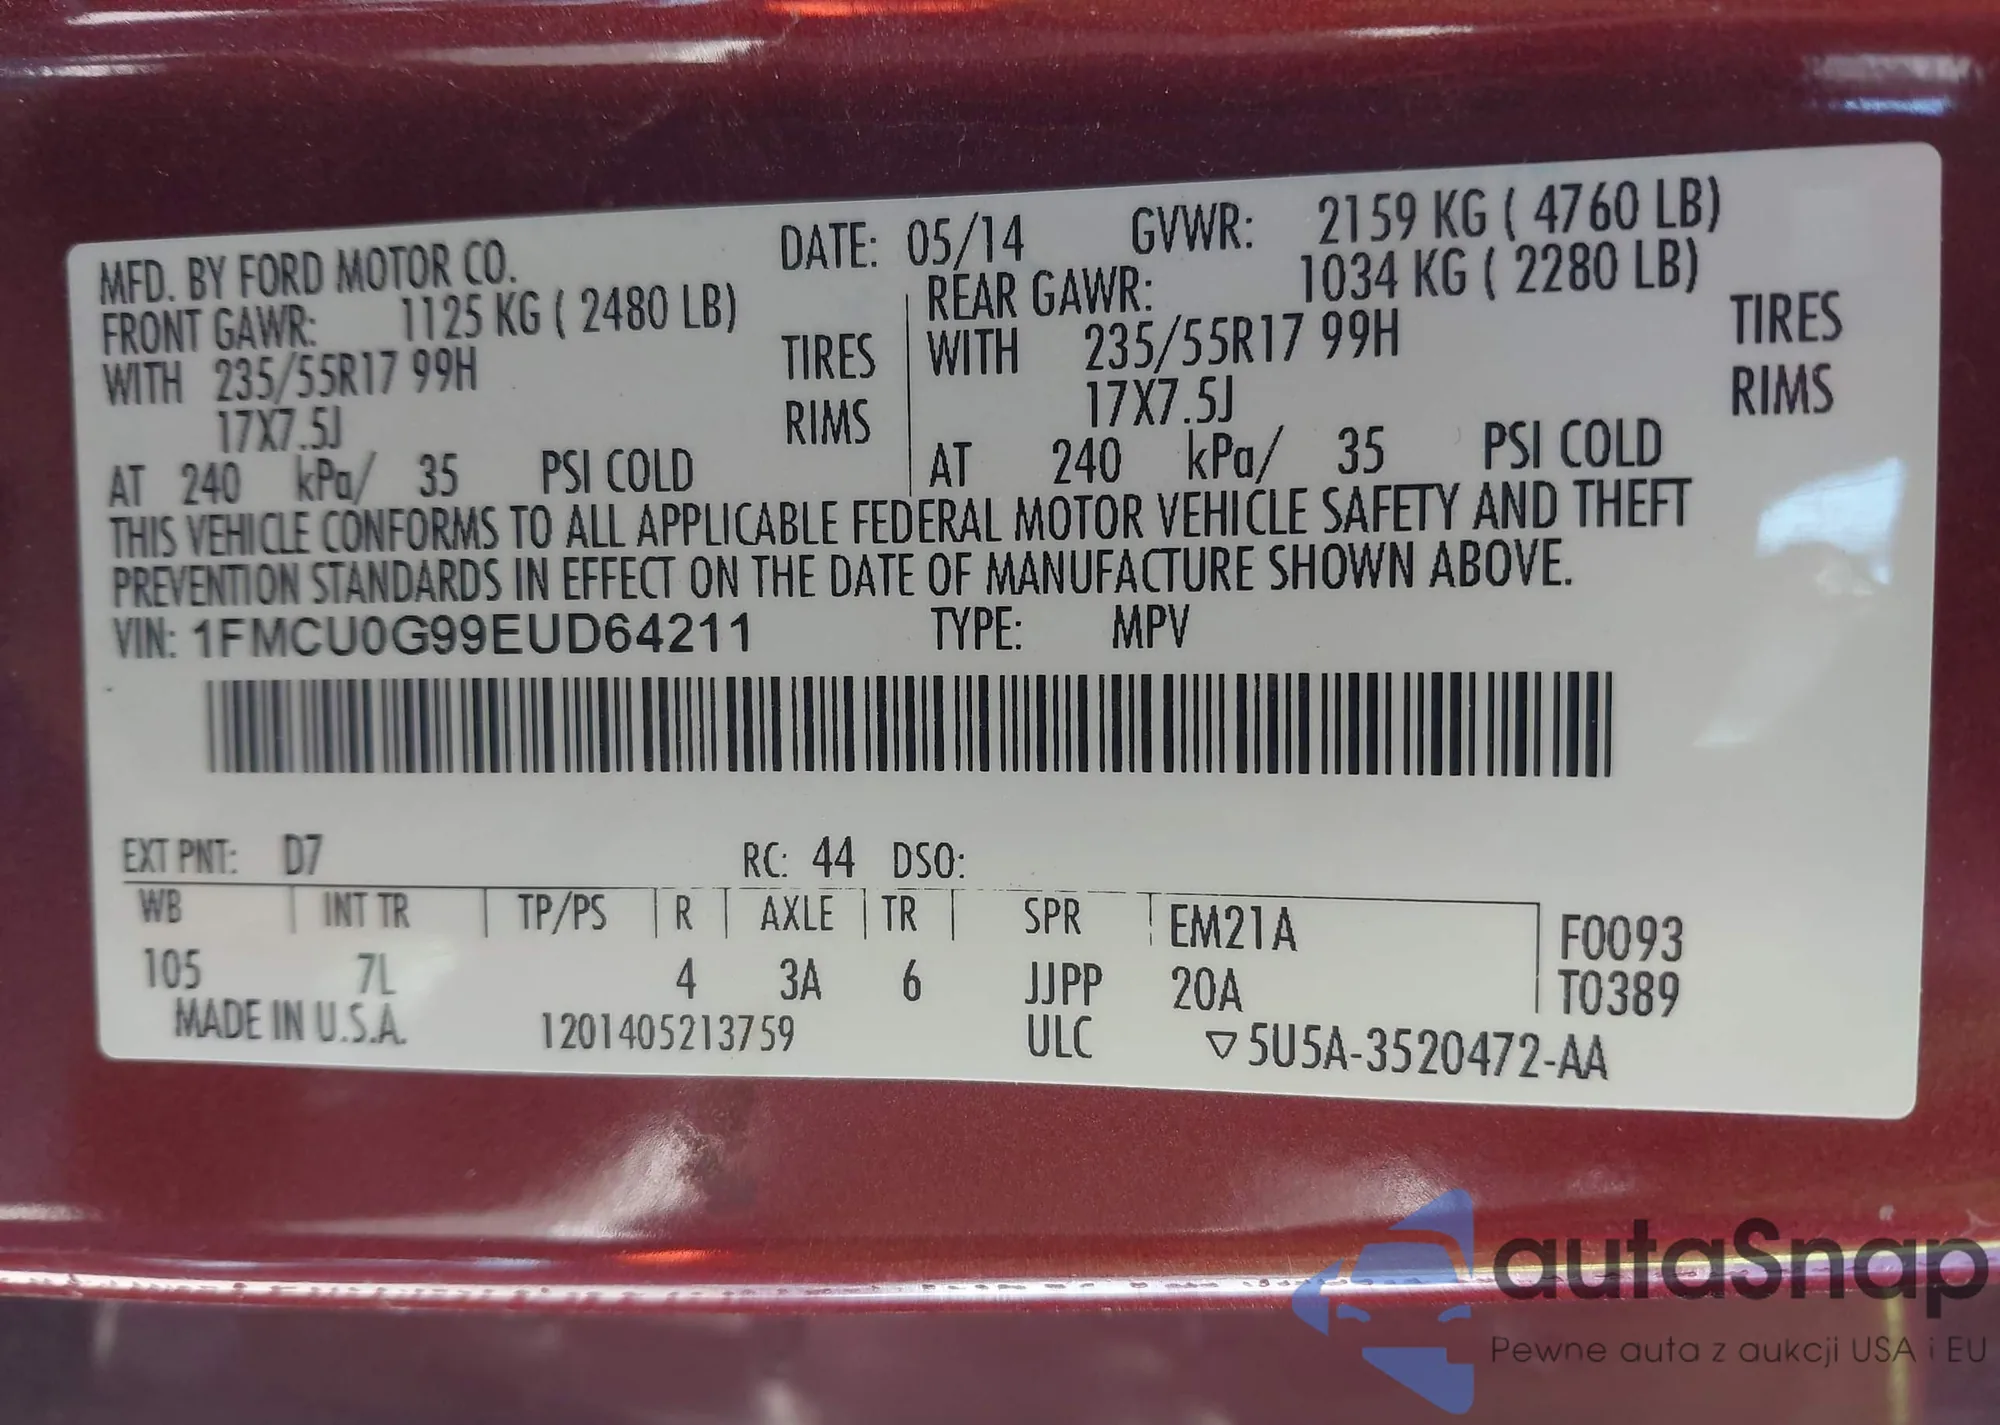 MFD. BY FORD MOTOR CO. DATE: 05/14 GVWR: 2159 KG ( 4760 LB)
FRONT GAWR: 1125 KG ( 2480 LB) REAR GAWR: 1034 KG ( 2280 LB)
WITH 235/55R17 99H TIRES WITH 235/55R17 99H TIRES
17X7.5J RIMS 17X7.5J RIMS
AT 240 kPa/ 35 PSI COLD AT 240 kPa/ 35 PSI COLD
THIS VEHICLE CONFORMS TO ALL APPLICABLE FEDERAL MOTOR VEHICLE SAFETY AND THEFT
PREVENTION STANDARDS IN EFFECT ON THE DATE OF MANUFACTURE SHOWN ABOVE.
VIN: 1FMCU0G99EUD64211 TYPE: MPV
EXT PNT: D7 RC: 44 DSO:
WB INT TR TP/PS R AXLE TR SPR EM21A F0093
105 7L 4 3A 6 JJPP 20A T0389
MADE IN U.S.A. 1201405213759 ULC ▽5U5A-3520472-AA
autaSnap
Pewne auta z aukcji USA i EU